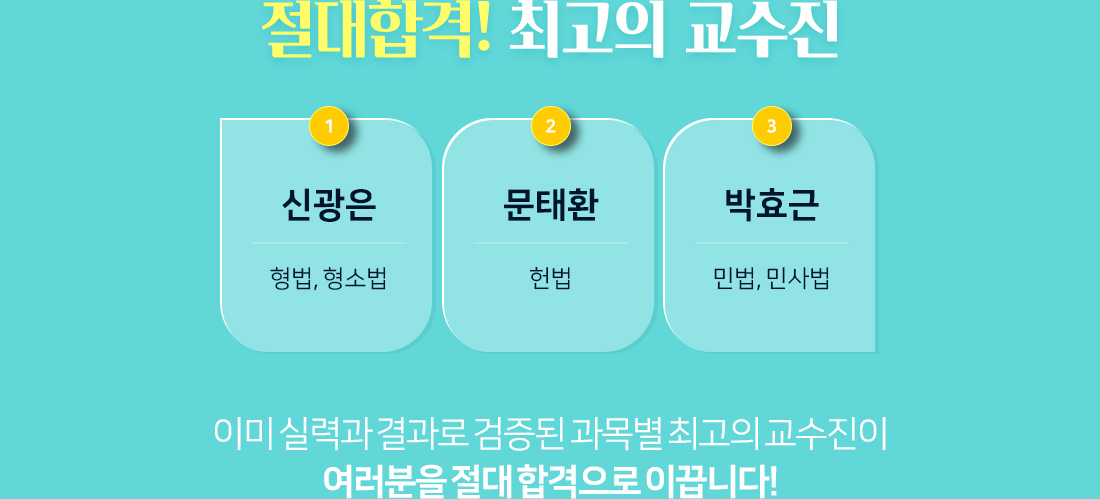 절대합격! 최고의 교수진
1
신광은
형법, 형소법
2
문태환
헌법
3
박효근
민법, 민사법
이미 실력과 결과로 검증된 과목별 최고의 교수진이
여러분을 절대 합격으로 이끕니다!